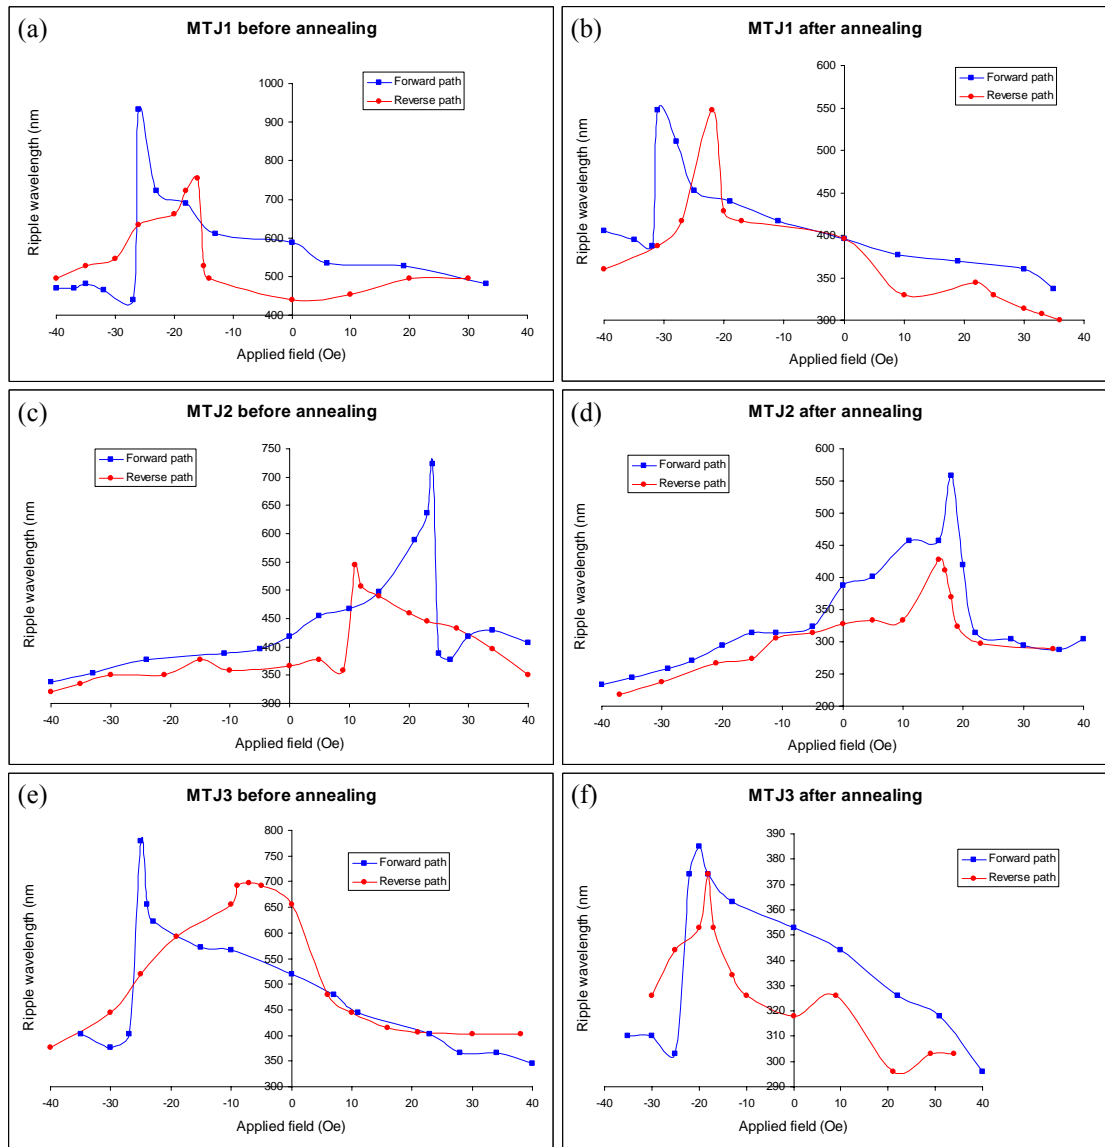 (a)
MTJ1 before annealing
Ripple wavelength (nm
1000
900
800
700
600
500
400
-40 -30 -20 -10 0 10 20 30 40
Applied field (Oe)
Forward path
Reverse path
(b)
MTJ1 after annealing
Ripple wavelength (nm
600
550
500
450
400
350
300
-40 -30 -20 -10 0 10 20 30 40
Applied field (Oe)
Forward path
Reverse path
(c)
MTJ2 before annealing
Ripple wavelength (nm
750
700
650
600
550
500
450
400
350
300
-40 -30 -20 -10 0 10 20 30 40
Applied field (Oe)
Forward path
Reverse path
(d)
MTJ2 after annealing
Ripple wavelength (nm
600
550
500
450
400
350
300
250
200
-40 -30 -20 -10 0 10 20 30 40
Applied field (Oe)
Forward path
Reverse path
(e)
MTJ3 before annealing
Ripple wavelength (nm
800
750
700
650
600
550
500
450
400
350
300
-40 -30 -20 -10 0 10 20 30 40
Applied field (Oe)
Forward path
Reverse path
(f)
MTJ3 after annealing
Ripple wavelength (nm
390
380
370
360
350
340
330
320
310
300
290
-40 -30 -20 -10 0 10 20 30 40
Applied field (Oe)
Forward path
Reverse path